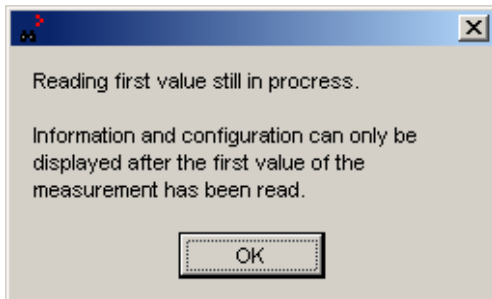 Reading first value still in procress.
Information and configuration can only be
displayed after the first value of the
measurement has been read.
OK